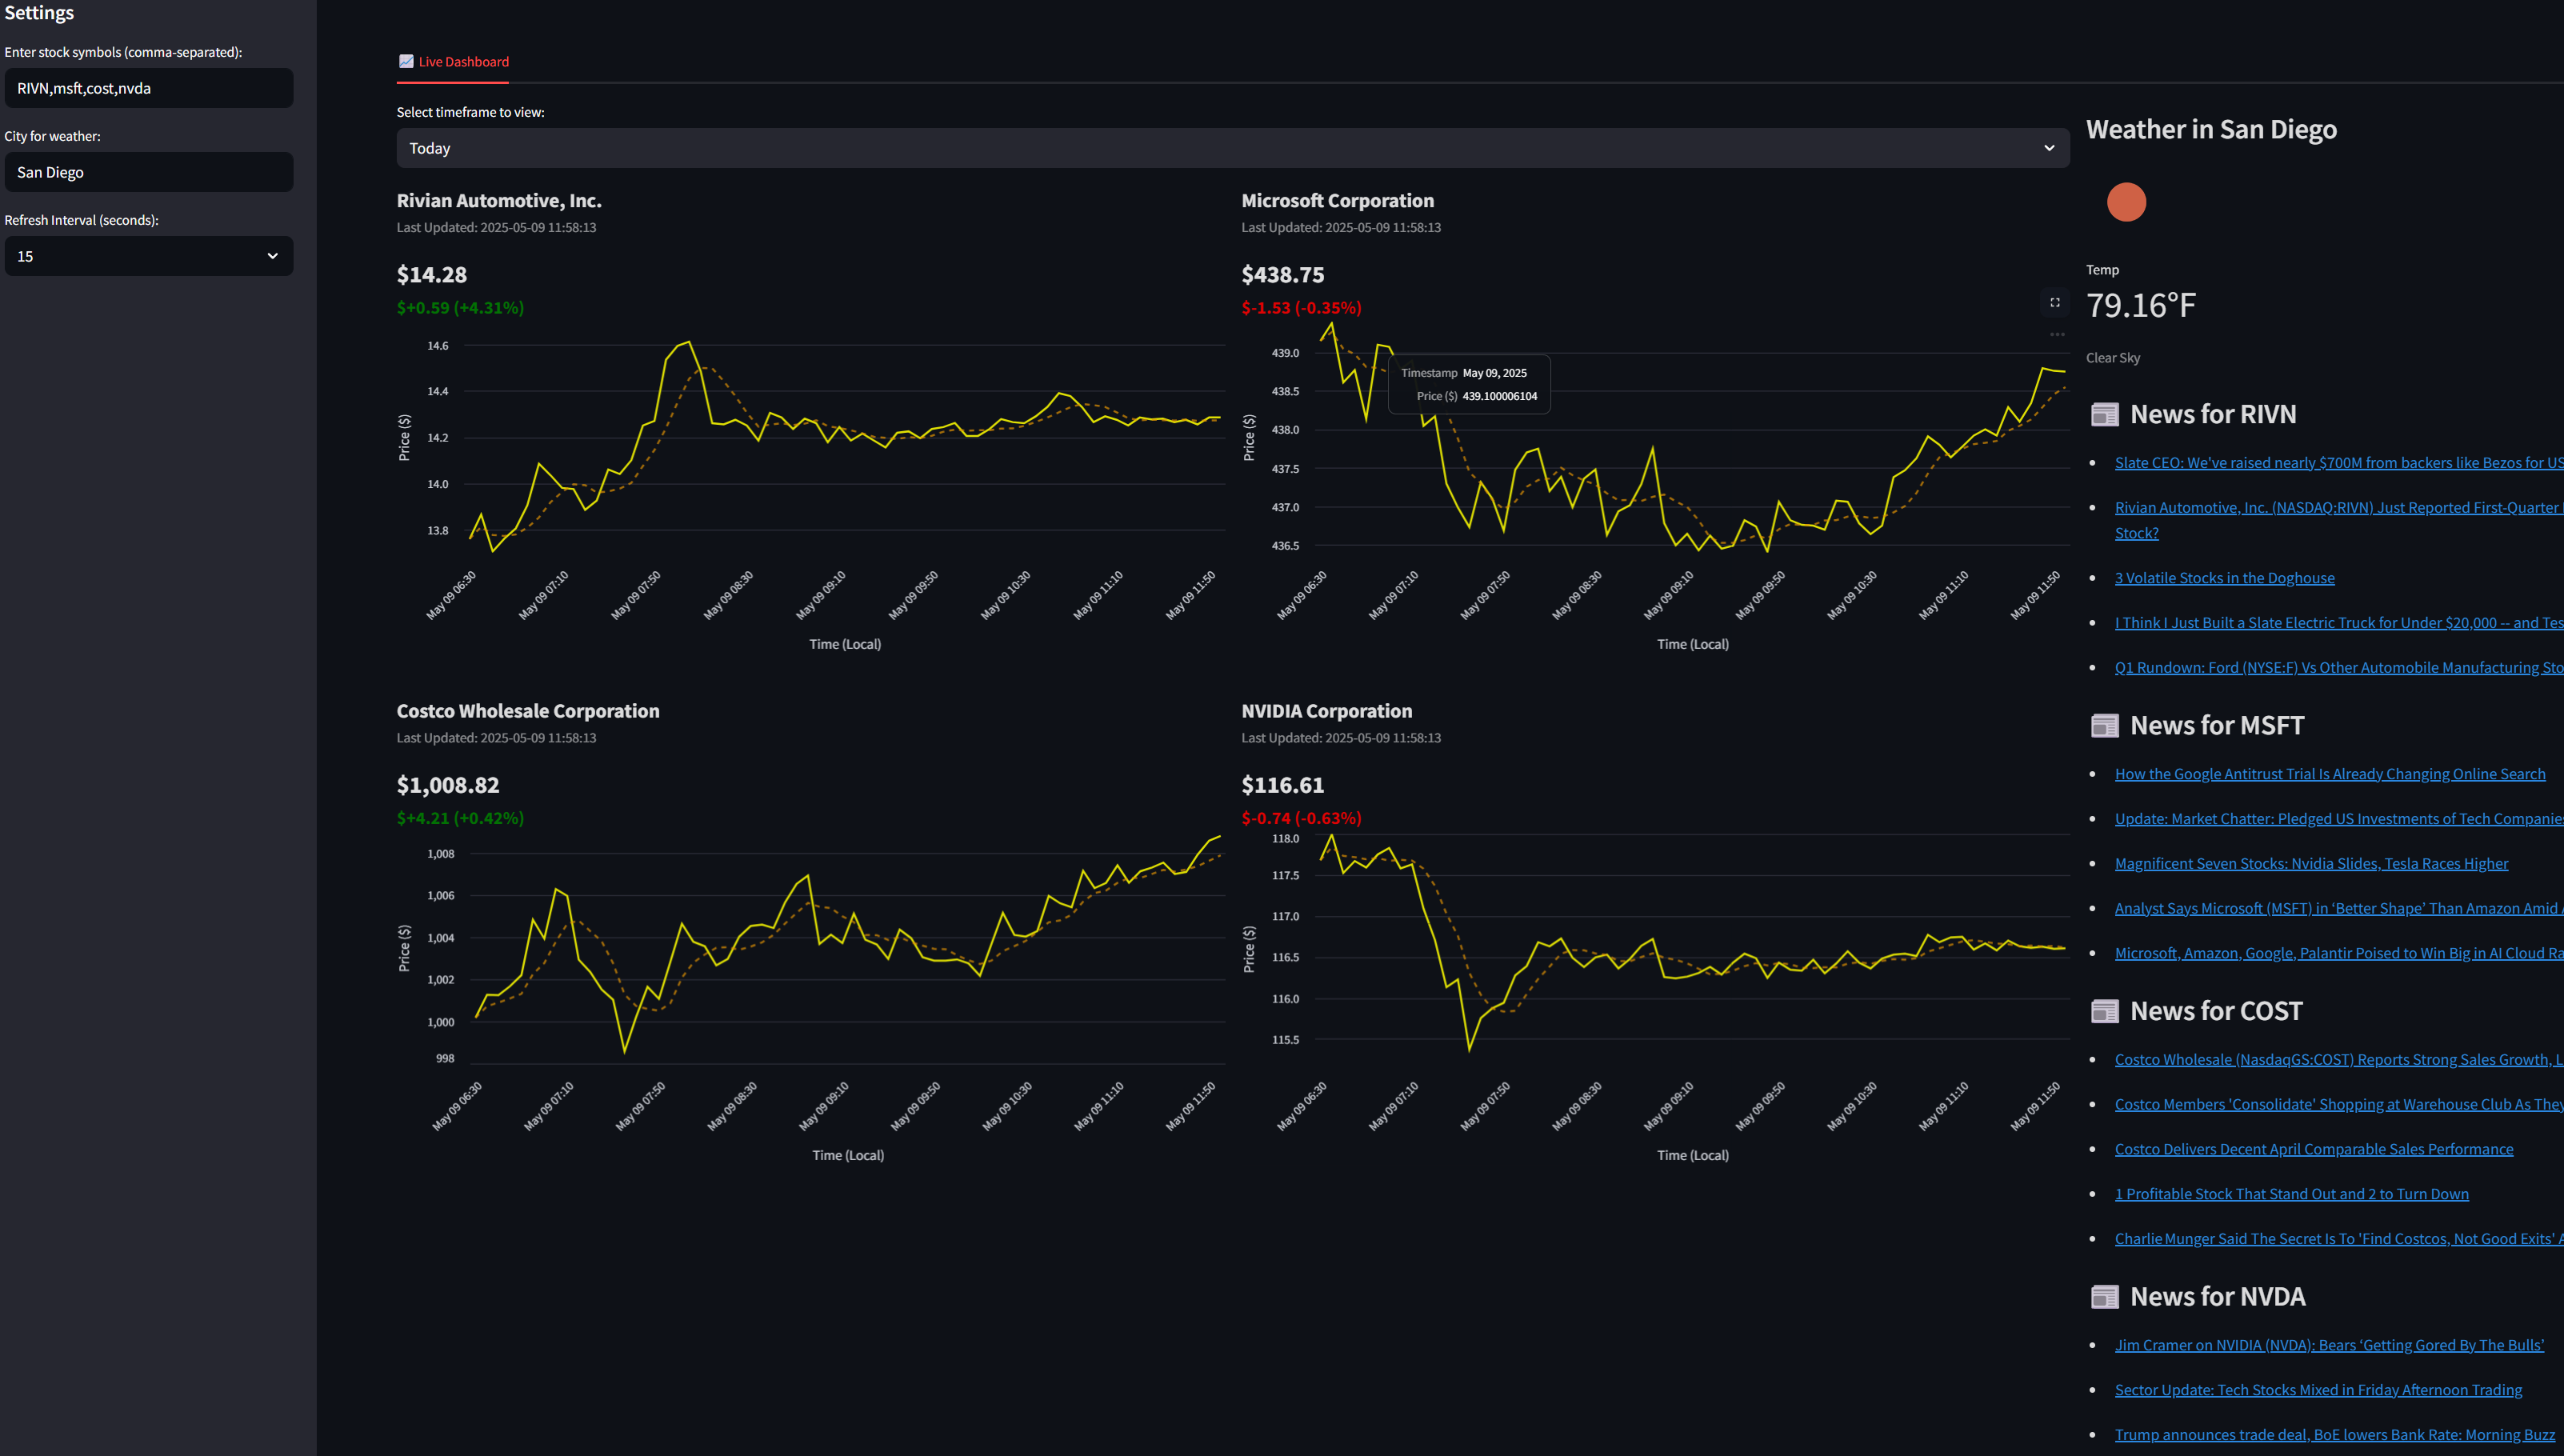 Settings
Enter stock symbols (comma-separated):
RIVN,msft,cost,nvda
City for weather:
San Diego
Refresh Interval (seconds):
15
Live Dashboard
Select timeframe to view:
Today
Rivian Automotive, Inc.
Last Updated: 2025-05-09 11:58:13
$14.28
$+0.59 (+4.31%)
14.6
14.4
14.2
14.0
13.8
Price ($)
May 09 06:30
May 09 07:10
May 09 07:50
May 09 08:30
May 09 09:10
May 09 09:50
May 09 10:30
May 09 11:10
May 09 11:50
Time (Local)
Microsoft Corporation
Last Updated: 2025-05-09 11:58:13
$438.75
$-1.53 (-0.35%)
439.0
438.5
438.0
437.5
437.0
436.5
Price ($)
Timestamp May 09, 2025
Price ($) 439.100006104
May 09 06:30
May 09 07:10
May 09 07:50
May 09 08:30
May 09 09:10
May 09 09:50
May 09 10:30
May 09 11:10
May 09 11:50
Time (Local)
Costco Wholesale Corporation
Last Updated: 2025-05-09 11:58:13
$1,008.82
$+4.21 (+0.42%)
1,008
1,006
1,004
1,002
1,000
998
Price ($)
May 09 06:30
May 09 07:10
May 09 07:50
May 09 08:30
May 09 09:10
May 09 09:50
May 09 10:30
May 09 11:10
May 09 11:50
Time (Local)
NVIDIA Corporation
Last Updated: 2025-05-09 11:58:13
$116.61
$-0.74 (-0.63%)
118.0
117.5
117.0
116.5
116.0
115.5
Price ($)
May 09 06:30
May 09 07:10
May 09 07:50
May 09 08:30
May 09 09:10
May 09 09:50
May 09 10:30
May 09 11:10
May 09 11:50
Time (Local)
Weather in San Diego
Temp
79.16°F
Clear Sky
News for RIVN
Slate CEO: We've raised nearly $700M from backers like Bezos for US
Rivian Automotive, Inc. (NASDAQ:RIVN) Just Reported First-Quarter
Stock?
3 Volatile Stocks in the Doghouse
I Think I Just Built a Slate Electric Truck for Under $20,000 -- and Tes
Q1 Rundown: Ford (NYSE:F) Vs Other Automobile Manufacturing Sto
News for MSFT
How the Google Antitrust Trial Is Already Changing Online Search
Update: Market Chatter: Pledged US Investments of Tech Companies
Magnificent Seven Stocks: Nvidia Slides, Tesla Races Higher
Analyst Says Microsoft (MSFT) in ‘Better Shape’ Than Amazon Amid
Microsoft, Amazon, Google, Palantir Poised to Win Big in AI Cloud Ra
News for COST
Costco Wholesale (NasdaqGS:COST) Reports Strong Sales Growth, L
Costco Members 'Consolidate' Shopping at Warehouse Club As They
Costco Delivers Decent April Comparable Sales Performance
1 Profitable Stock That Stand Out and 2 to Turn Down
Charlie Munger Said The Secret Is To 'Find Costcos, Not Good Exits'
News for NVDA
Jim Cramer on NVIDIA (NVDA): Bears ‘Getting Gored By The Bulls’
Sector Update: Tech Stocks Mixed in Friday Afternoon Trading
Trump announces trade deal, BoE lowers Bank Rate: Morning Buzz